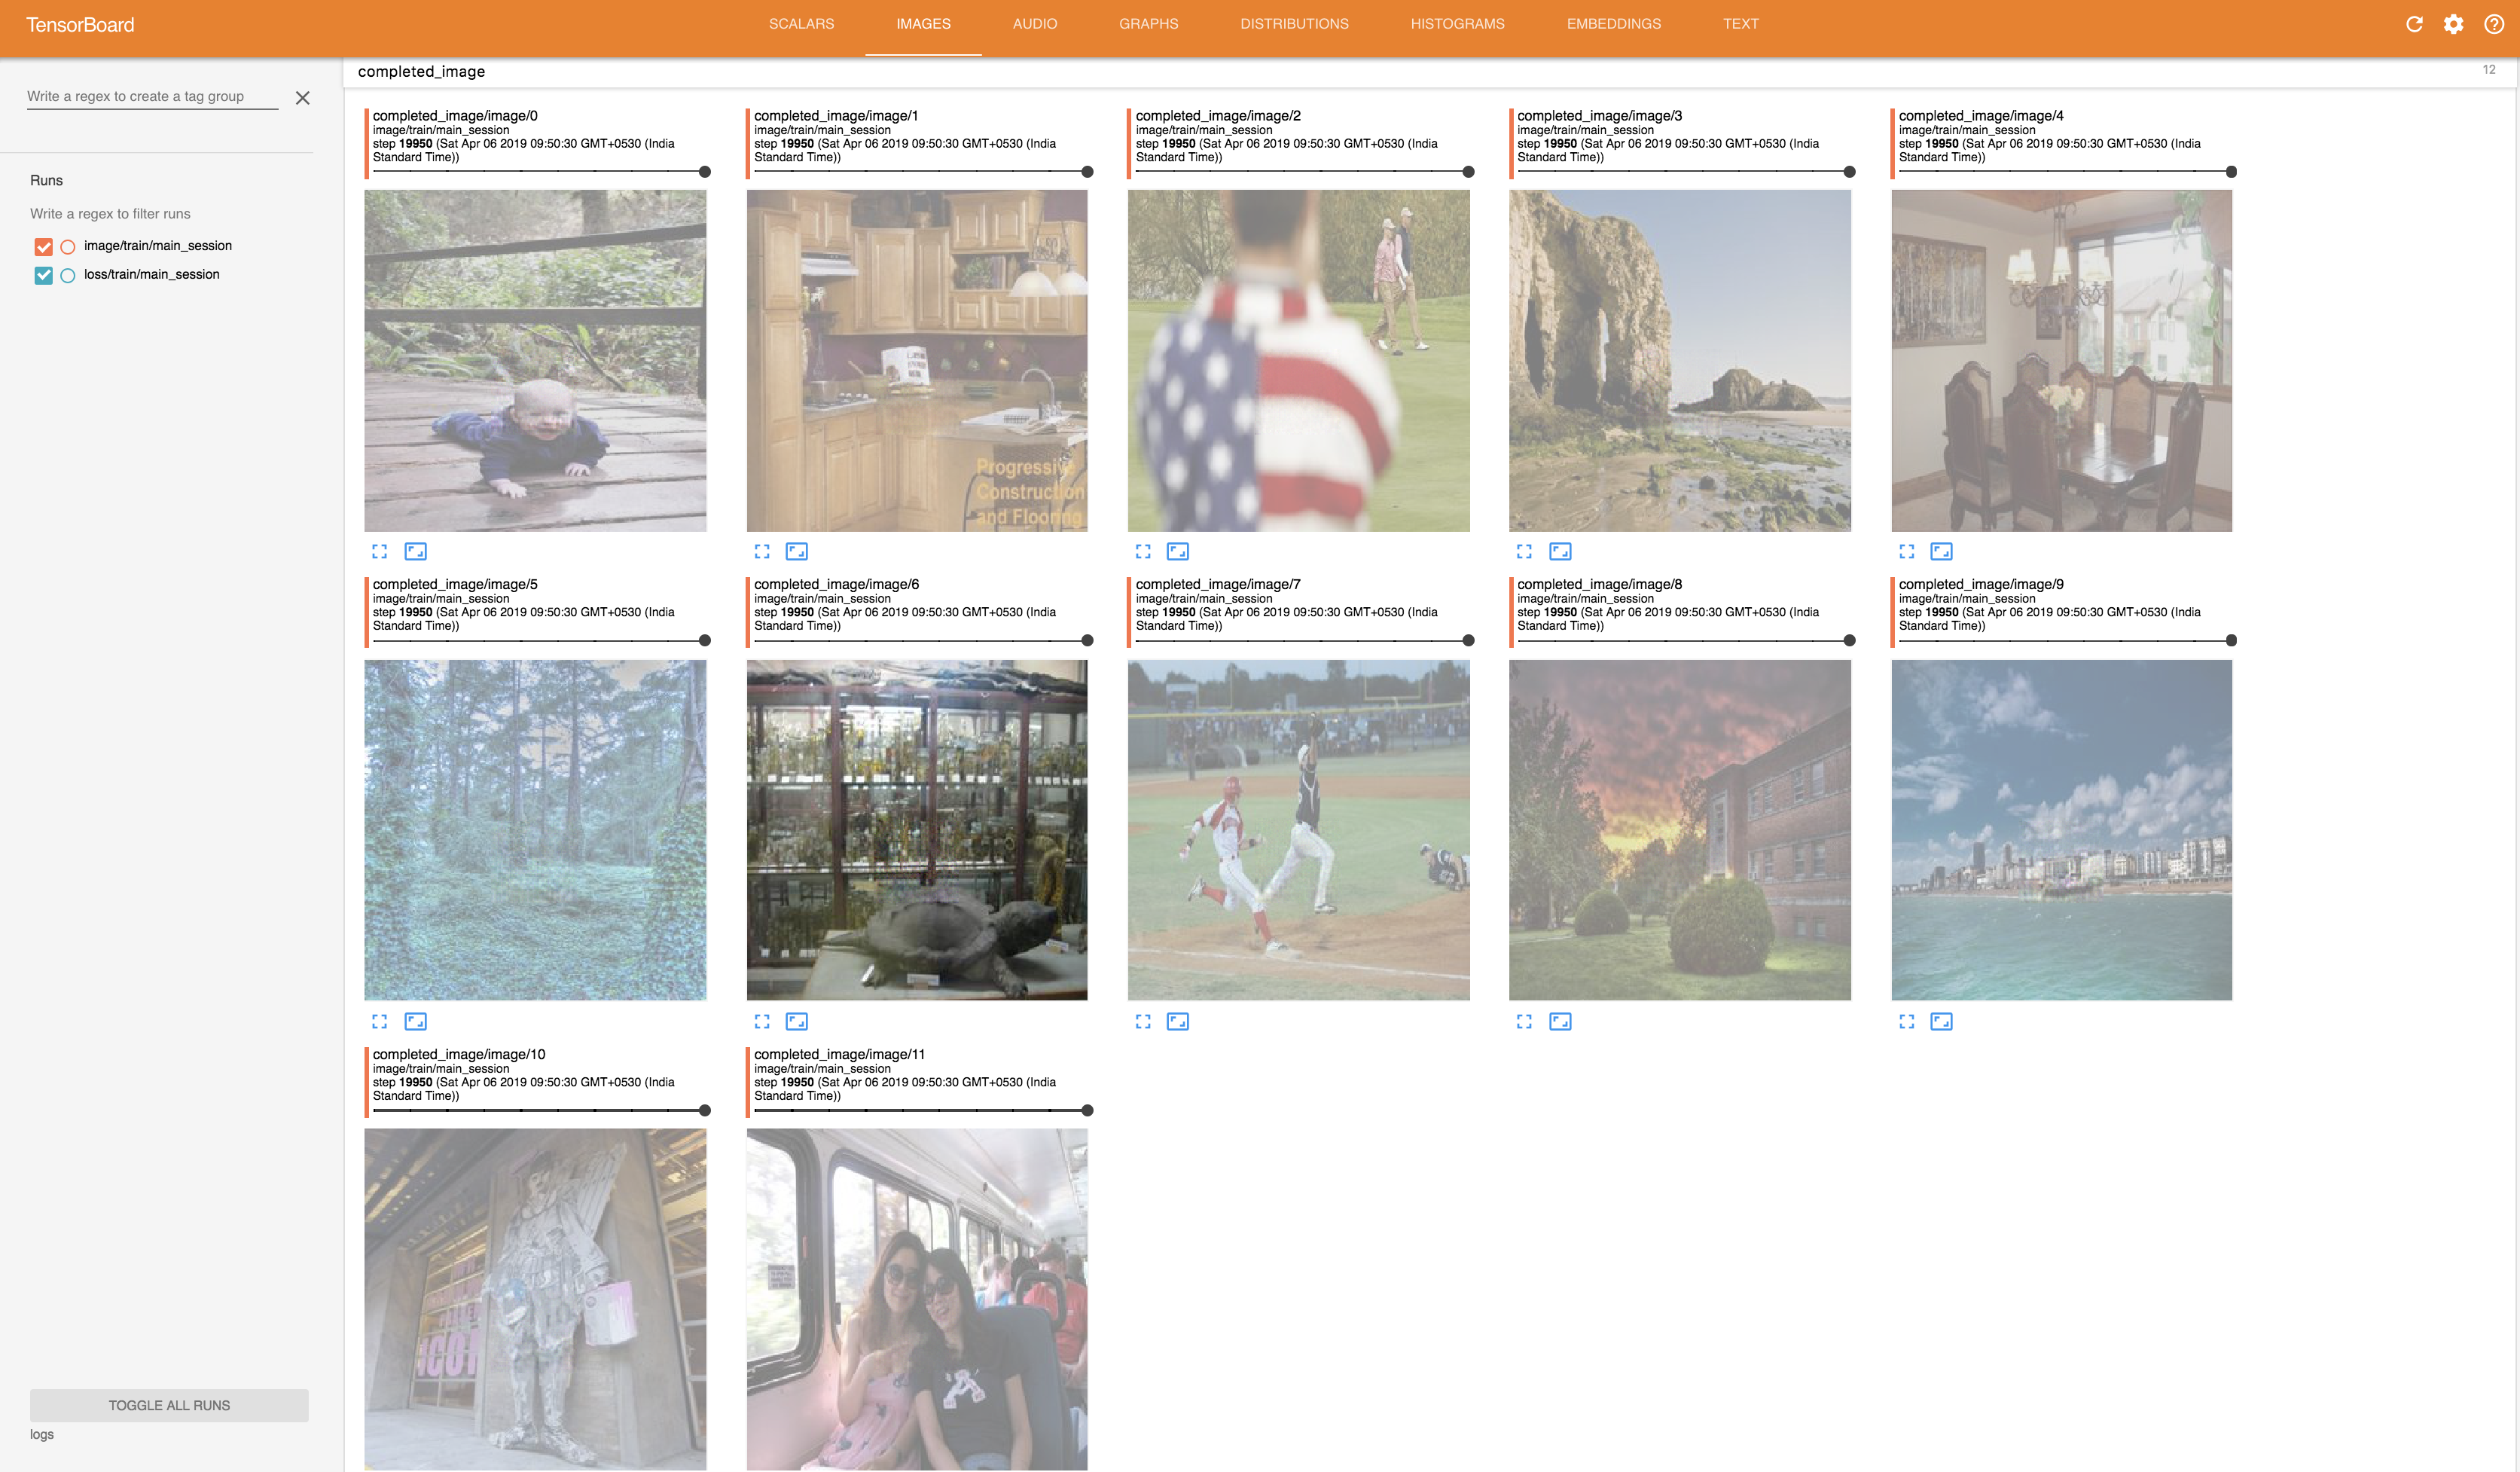 TensorBoard
SCALARS
IMAGES
AUDIO
GRAPHS
DISTRIBUTIONS
HISTOGRAMS
EMBEDDINGS
TEXT
Write a regex to create a tag group
Runs
Write a regex to filter runs
image/train/main_session
loss/train/main_session
TOGGLE ALL RUNS
logs
completed_image
12
completed_image/image/0
image/train/main_session
step 19950 (Sat Apr 06 2019 09:50:30 GMT+0530 (India
Standard Time))
completed_image/image/1
image/train/main_session
step 19950 (Sat Apr 06 2019 09:50:30 GMT+0530 (India
Standard Time))
Progressive
Construction
and Flooring
completed_image/image/2
image/train/main_session
step 19950 (Sat Apr 06 2019 09:50:30 GMT+0530 (India
Standard Time))
completed_image/image/3
image/train/main_session
step 19950 (Sat Apr 06 2019 09:50:30 GMT+0530 (India
Standard Time))
completed_image/image/4
image/train/main_session
step 19950 (Sat Apr 06 2019 09:50:30 GMT+0530 (India
Standard Time))
completed_image/image/5
image/train/main_session
step 19950 (Sat Apr 06 2019 09:50:30 GMT+0530 (India
Standard Time))
completed_image/image/6
image/train/main_session
step 19950 (Sat Apr 06 2019 09:50:30 GMT+0530 (India
Standard Time))
completed_image/image/7
image/train/main_session
step 19950 (Sat Apr 06 2019 09:50:30 GMT+0530 (India
Standard Time))
completed_image/image/8
image/train/main_session
step 19950 (Sat Apr 06 2019 09:50:30 GMT+0530 (India
Standard Time))
completed_image/image/9
image/train/main_session
step 19950 (Sat Apr 06 2019 09:50:30 GMT+0530 (India
Standard Time))
completed_image/image/10
image/train/main_session
step 19950 (Sat Apr 06 2019 09:50:30 GMT+0530 (India
Standard Time))
completed_image/image/11
image/train/main_session
step 19950 (Sat Apr 06 2019 09:50:30 GMT+0530 (India
Standard Time))